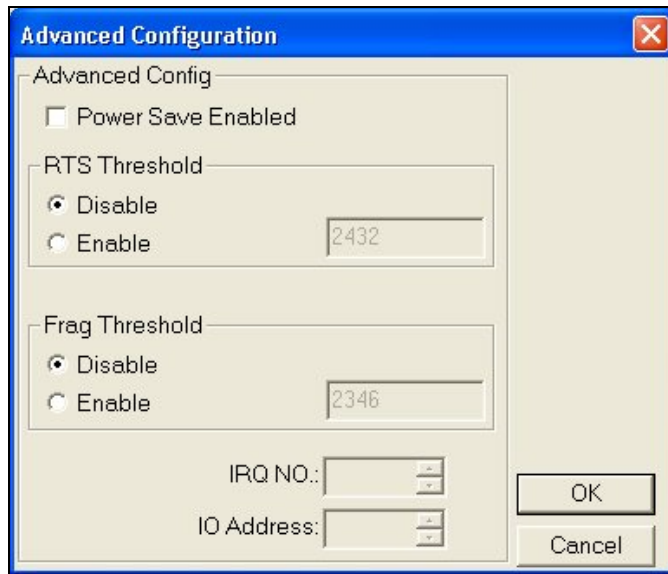 Advanced Configuration
Advanced Config
Power Save Enabled
RTS Threshold
Disable
Enable
2432
Frag Threshold
Disable
Enable
2346
IRQ NO.:
IO Address:
OK
Cancel